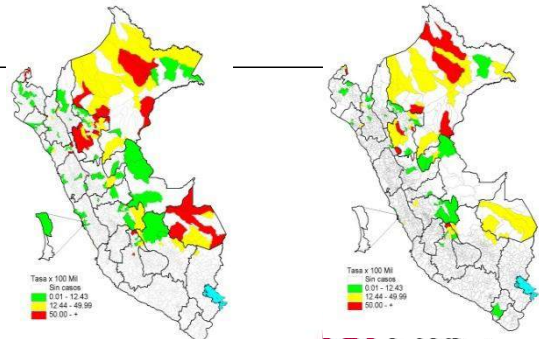 Tasa x 100 Mil
Sin casos
0.01 - 12.43
12.44 - 49.99
50.00 - +
Tasa x 100 Mil
Sin casos
0.01 - 12.43
12.44 - 49.99
50.00 - +